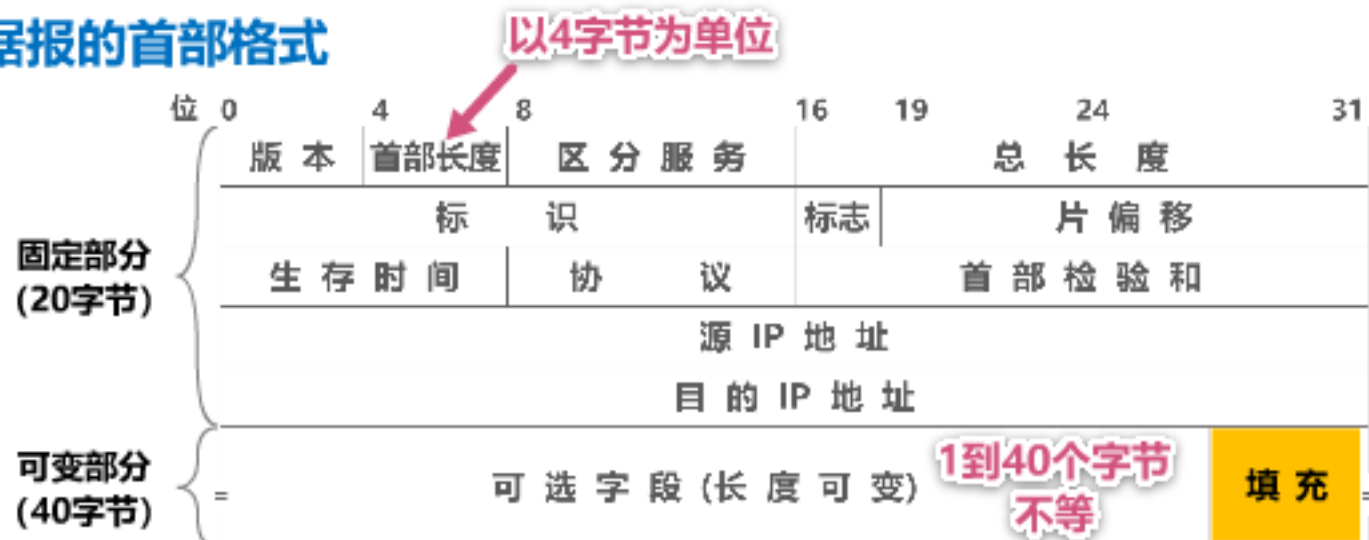 据报的首部格式
以4字节为单位
位 0 4 8 16 19 24 31
版本 首部长度 区分服务 总长度
标识 标志 片偏移
固定部分
(20字节)
生存时间 协议 首部检验和
源 IP 地址
目的 IP 地址
可变部分
(40字节)
可选字段 (长度可变)
1到40个字节
不等
填充